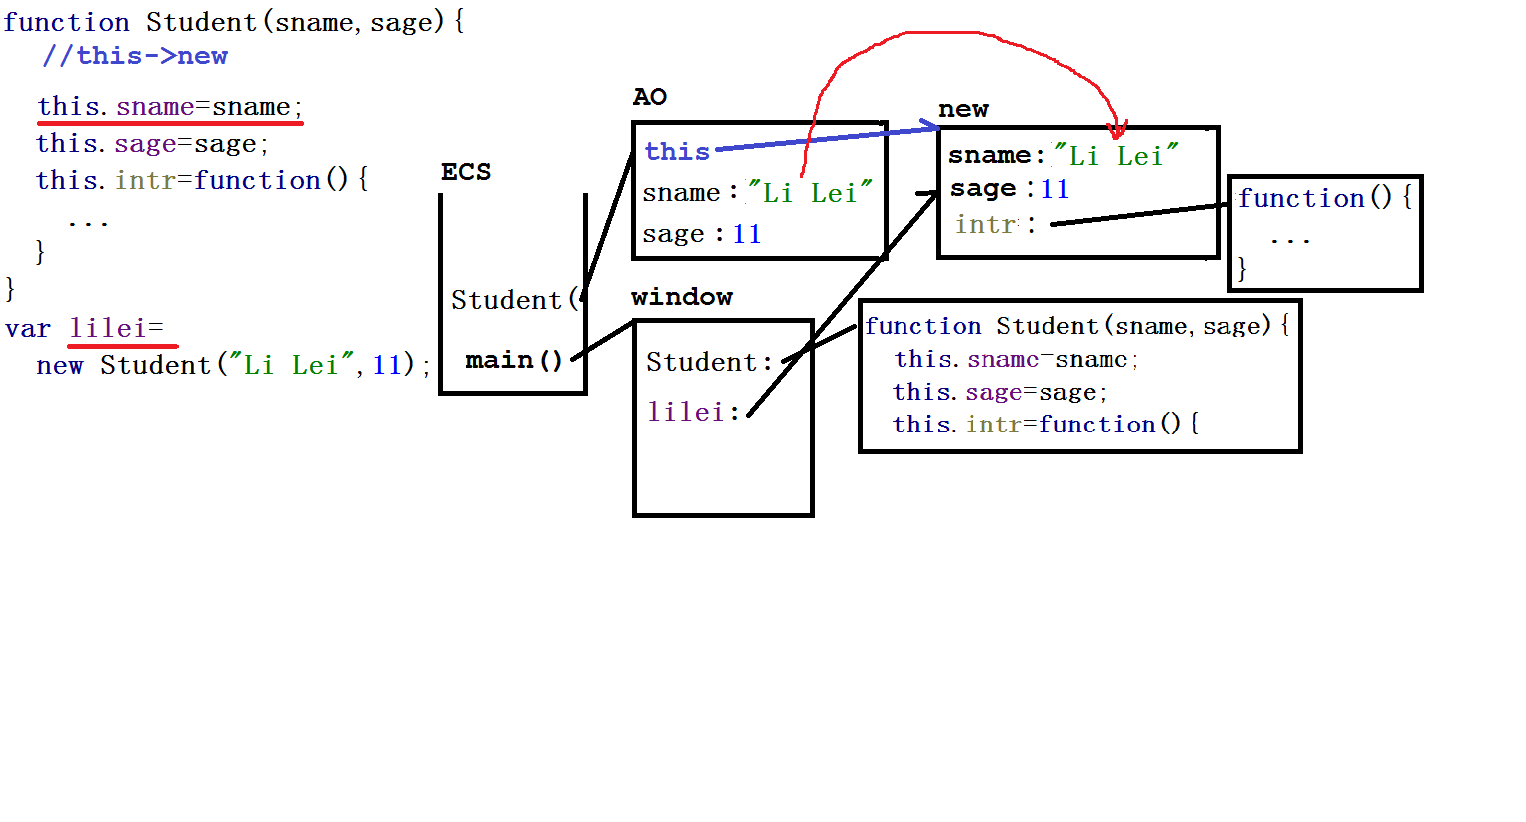 function Student(sname,sage){
//this->new
this.sname=sname;
this.sage=sage;
this.intr=function(){
...
}
}
var lilei=
new Student("Li Lei",11);
ECS
Student(
main()
AO
this
sname:"Li Lei"
sage:11
window
Student:
lilei:
new
sname:"Li Lei"
sage:11
intr:
function(){
...
}
function Student(sname,sage){
this.sname=sname;
this.sage=sage;
this.intr=function(){